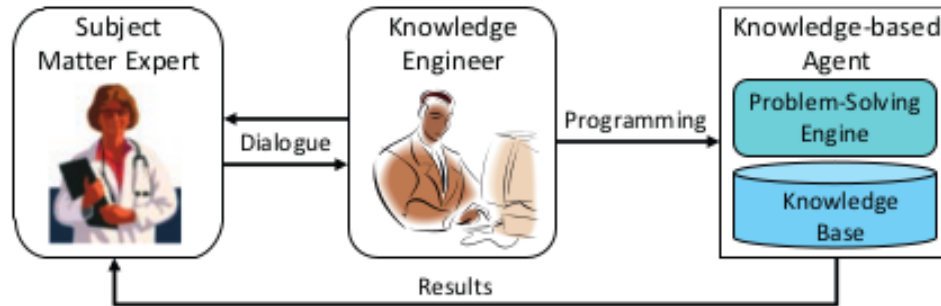 Subject
Matter Expert
Dialogue
Knowledge
Engineer
Programming
Knowledge-based
Agent
Problem-Solving
Engine
Knowledge
Base
Results